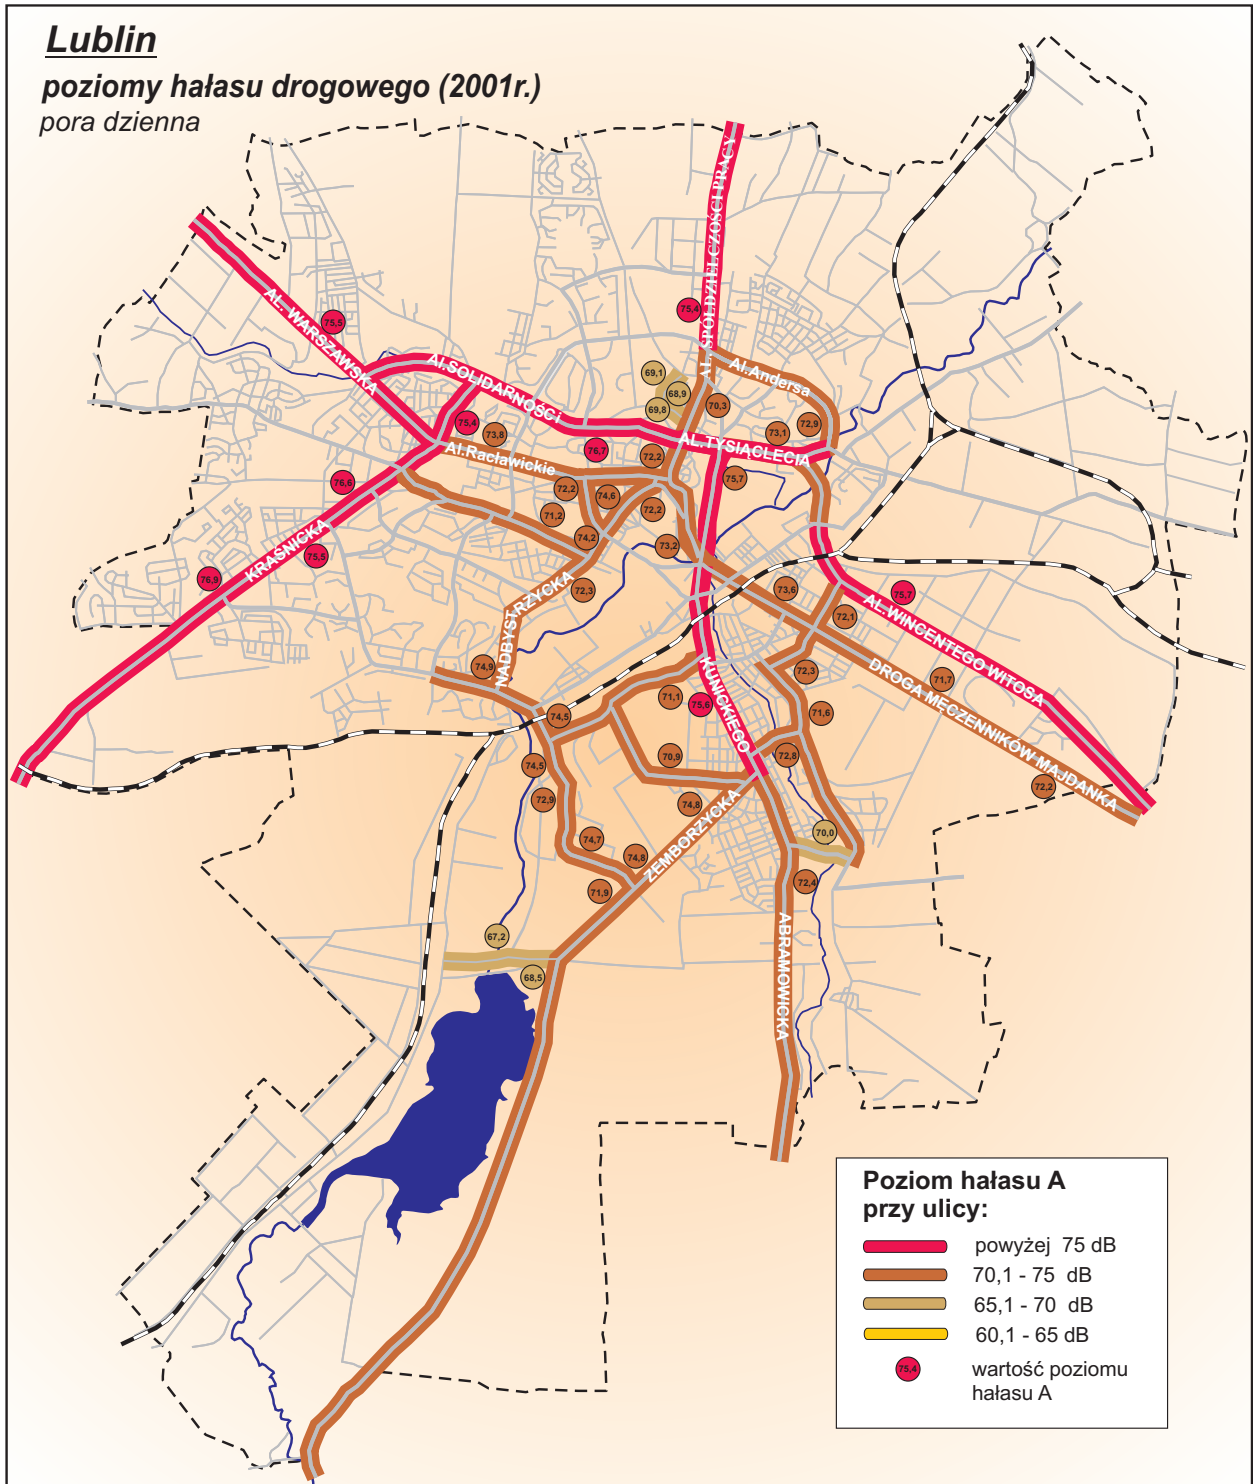 Lublin
poziomy hałasu drogowego (2001r.)
pora dzienna
AL. SPÓŁDZIELCZOŚCI PRACY
75,4
AL. WARSZAWSKA
75,5
Al.SOLIDARNOŚCi
69,1
68,9
69,8
Al.Andersa
70,3
75,4
73,8
76,7
72,2
AL.TYSIĄCLECIA
73,1
72,9
Al.Racławickie
76,6
72,2
74,6
72,2
75,7
71,2
74,2
73,2
KRAŚNICKA
75,5
76,9
72,3
NADBYSTRZYCKA
73,6
75,7
72,1
AL.WINCENTEGO WITOSA
74,9
72,3
DROGA MĘCZENNIKÓW MAJDANKA
71,7
71,1
75,6
KUNICKIEGO
71,6
74,5
74,5
70,9
72,8
72,2
72,9
74,8
ZEMBORZYCKA
74,7
74,8
70,0
71,9
72,4
ABRAMOWICKA
67,2
68,5
Poziom hałasu A
przy ulicy:
powyżej 75 dB
70,1 - 75 dB
65,1 - 70 dB
60,1 - 65 dB
75,4
wartość poziomu
hałasu A